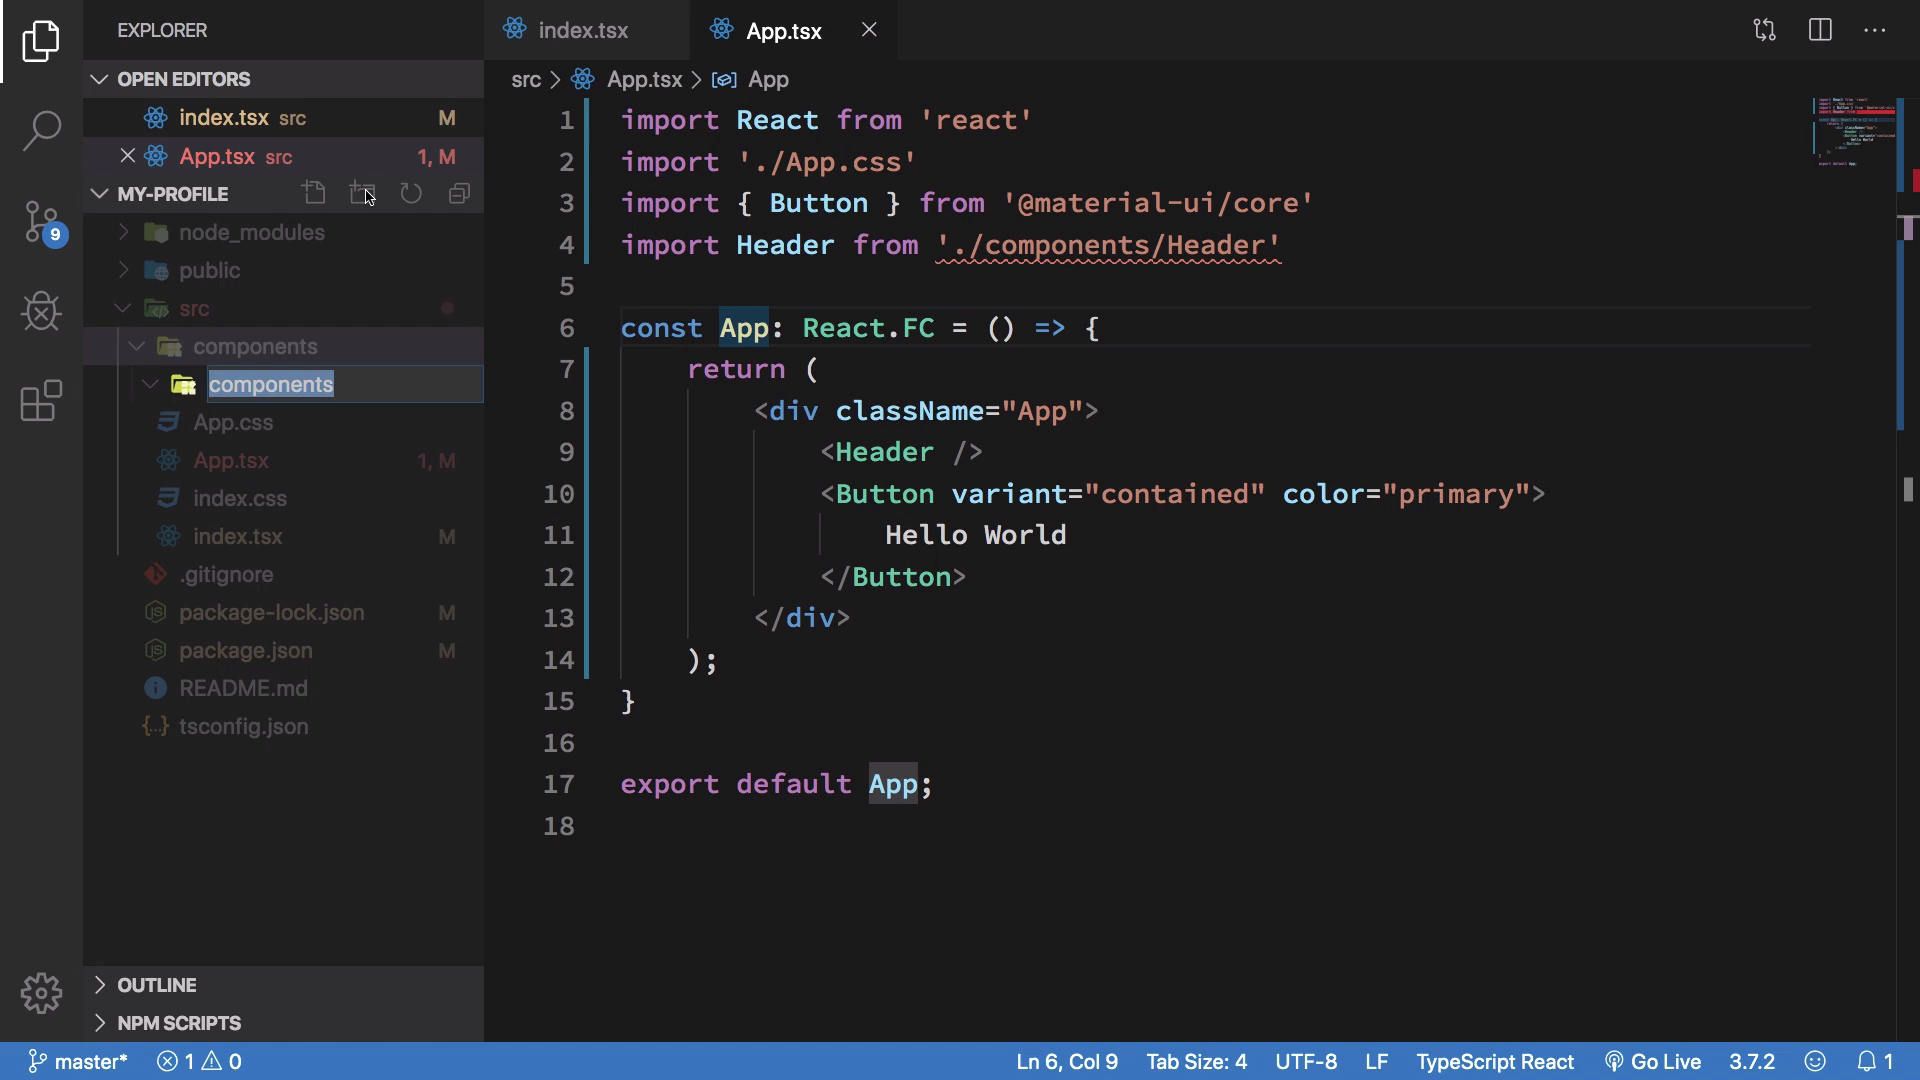 EXPLORER
OPEN EDITORS
index.tsx src M
App.tsx src 1, M
MY-PROFILE
node_modules
public
src
components
components
App.css
App.tsx 1, M
index.css
index.tsx M
.gitignore
package-lock.json M
package.json M
README.md
tsconfig.json
OUTLINE
NPM SCRIPTS
9
index.tsx App.tsx
src > App.tsx > App
1 import React from 'react'
2 import './App.css'
3 import { Button } from '@material-ui/core'
4 import Header from './components/Header'
5
6 const App: React.FC = () => {
7 return (
8 <div className="App">
9 <Header />
10 <Button variant="contained" color="primary">
11 Hello World
12 </Button>
13 </div>
14 );
15 }
16
17 export default App;
18
master* 1 0 Ln 6, Col 9 Tab Size: 4 UTF-8 LF TypeScript React Go Live 3.7.2 1